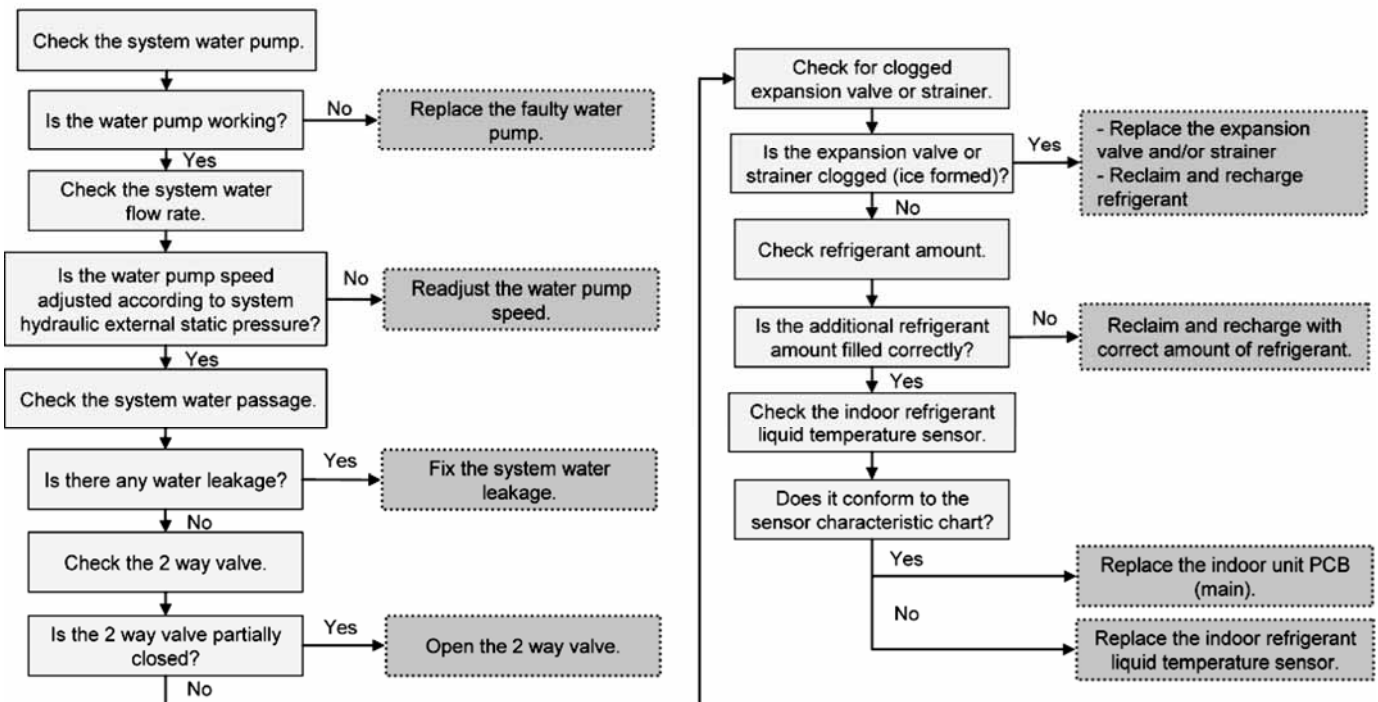 Check the system water pump.
Is the water pump working?
No
Replace the faulty water
pump.
Yes
Check the system water
flow rate.
Is the water pump speed
adjusted according to system
hydraulic external static pressure?
No
Readjust the water pump
speed.
Yes
Check the system water passage.
Is there any water leakage?
Yes
Fix the system water
leakage.
No
Check the 2 way valve.
Is the 2 way valve partially
closed?
Yes
Open the 2 way valve.
No
Check for clogged
expansion valve or strainer.
Is the expansion valve or
strainer clogged (ice formed)?
Yes
- Replace the expansion
valve and/or strainer
- Reclaim and recharge
refrigerant
No
Check refrigerant amount.
Is the additional refrigerant
amount filled correctly?
No
Reclaim and recharge with
correct amount of refrigerant.
Yes
Check the indoor refrigerant
liquid temperature sensor.
Does it conform to the
sensor characteristic chart?
Yes
Replace the indoor unit PCB
(main).
No
Replace the indoor refrigerant
liquid temperature sensor.